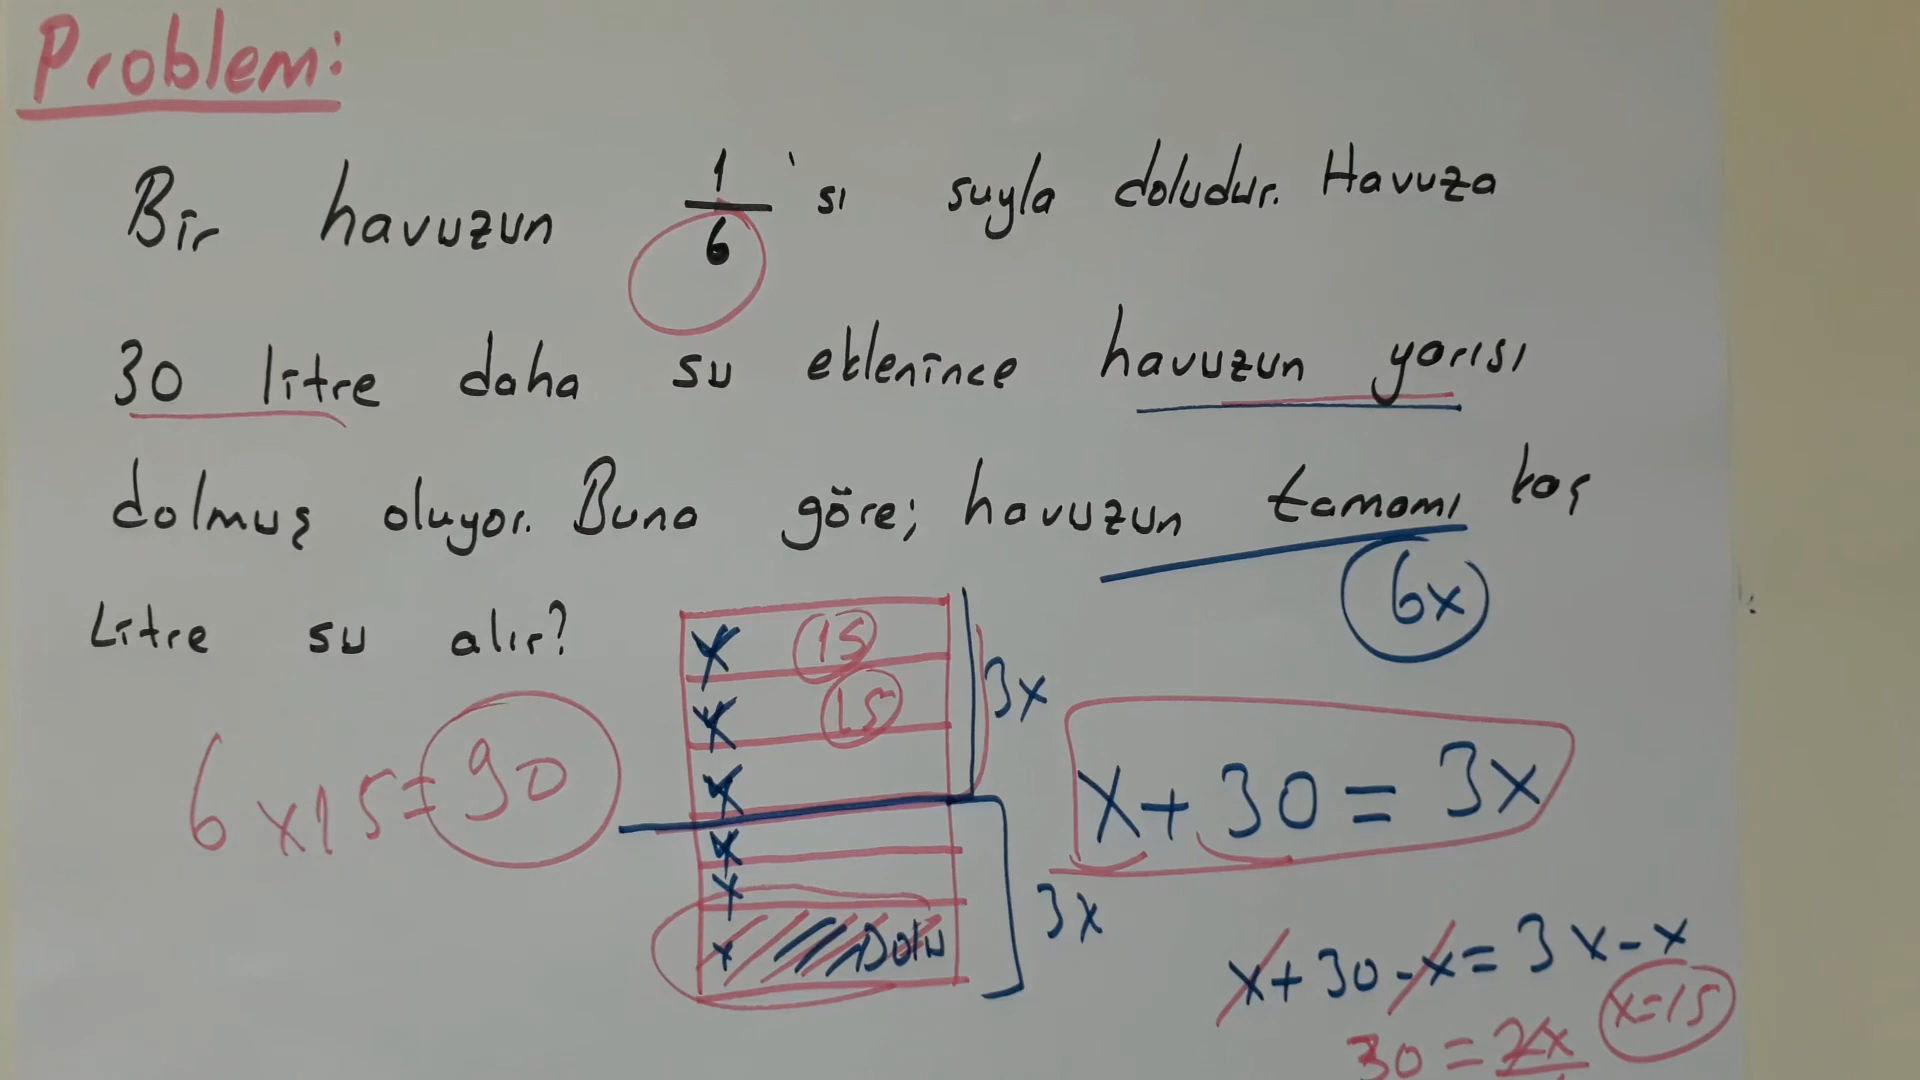 Problem:
Bir havuzun 1/6 'sı suyla doludur. Havuza
30 litre daha su eklenince havuzun yarısı
dolmuş oluyor. Buna göre; havuzun tamamı kaç
Litre su alır?
6x
x 15
x 15
x
3x
x
x
x Dolu
3x
6x15=90
x+30=3x
x+30-x=3x-x
x=15
30=2x